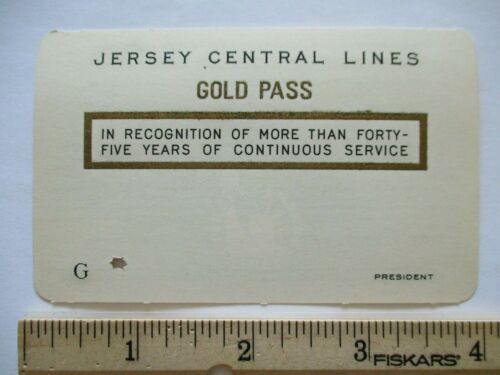 JERSEY CENTRAL LINES
GOLD PASS
IN RECOGNITION OF MORE THAN FORTY-
FIVE YEARS OF CONTINUOUS SERVICE
G
PRESIDENT
1 2 3 4
FISKARS